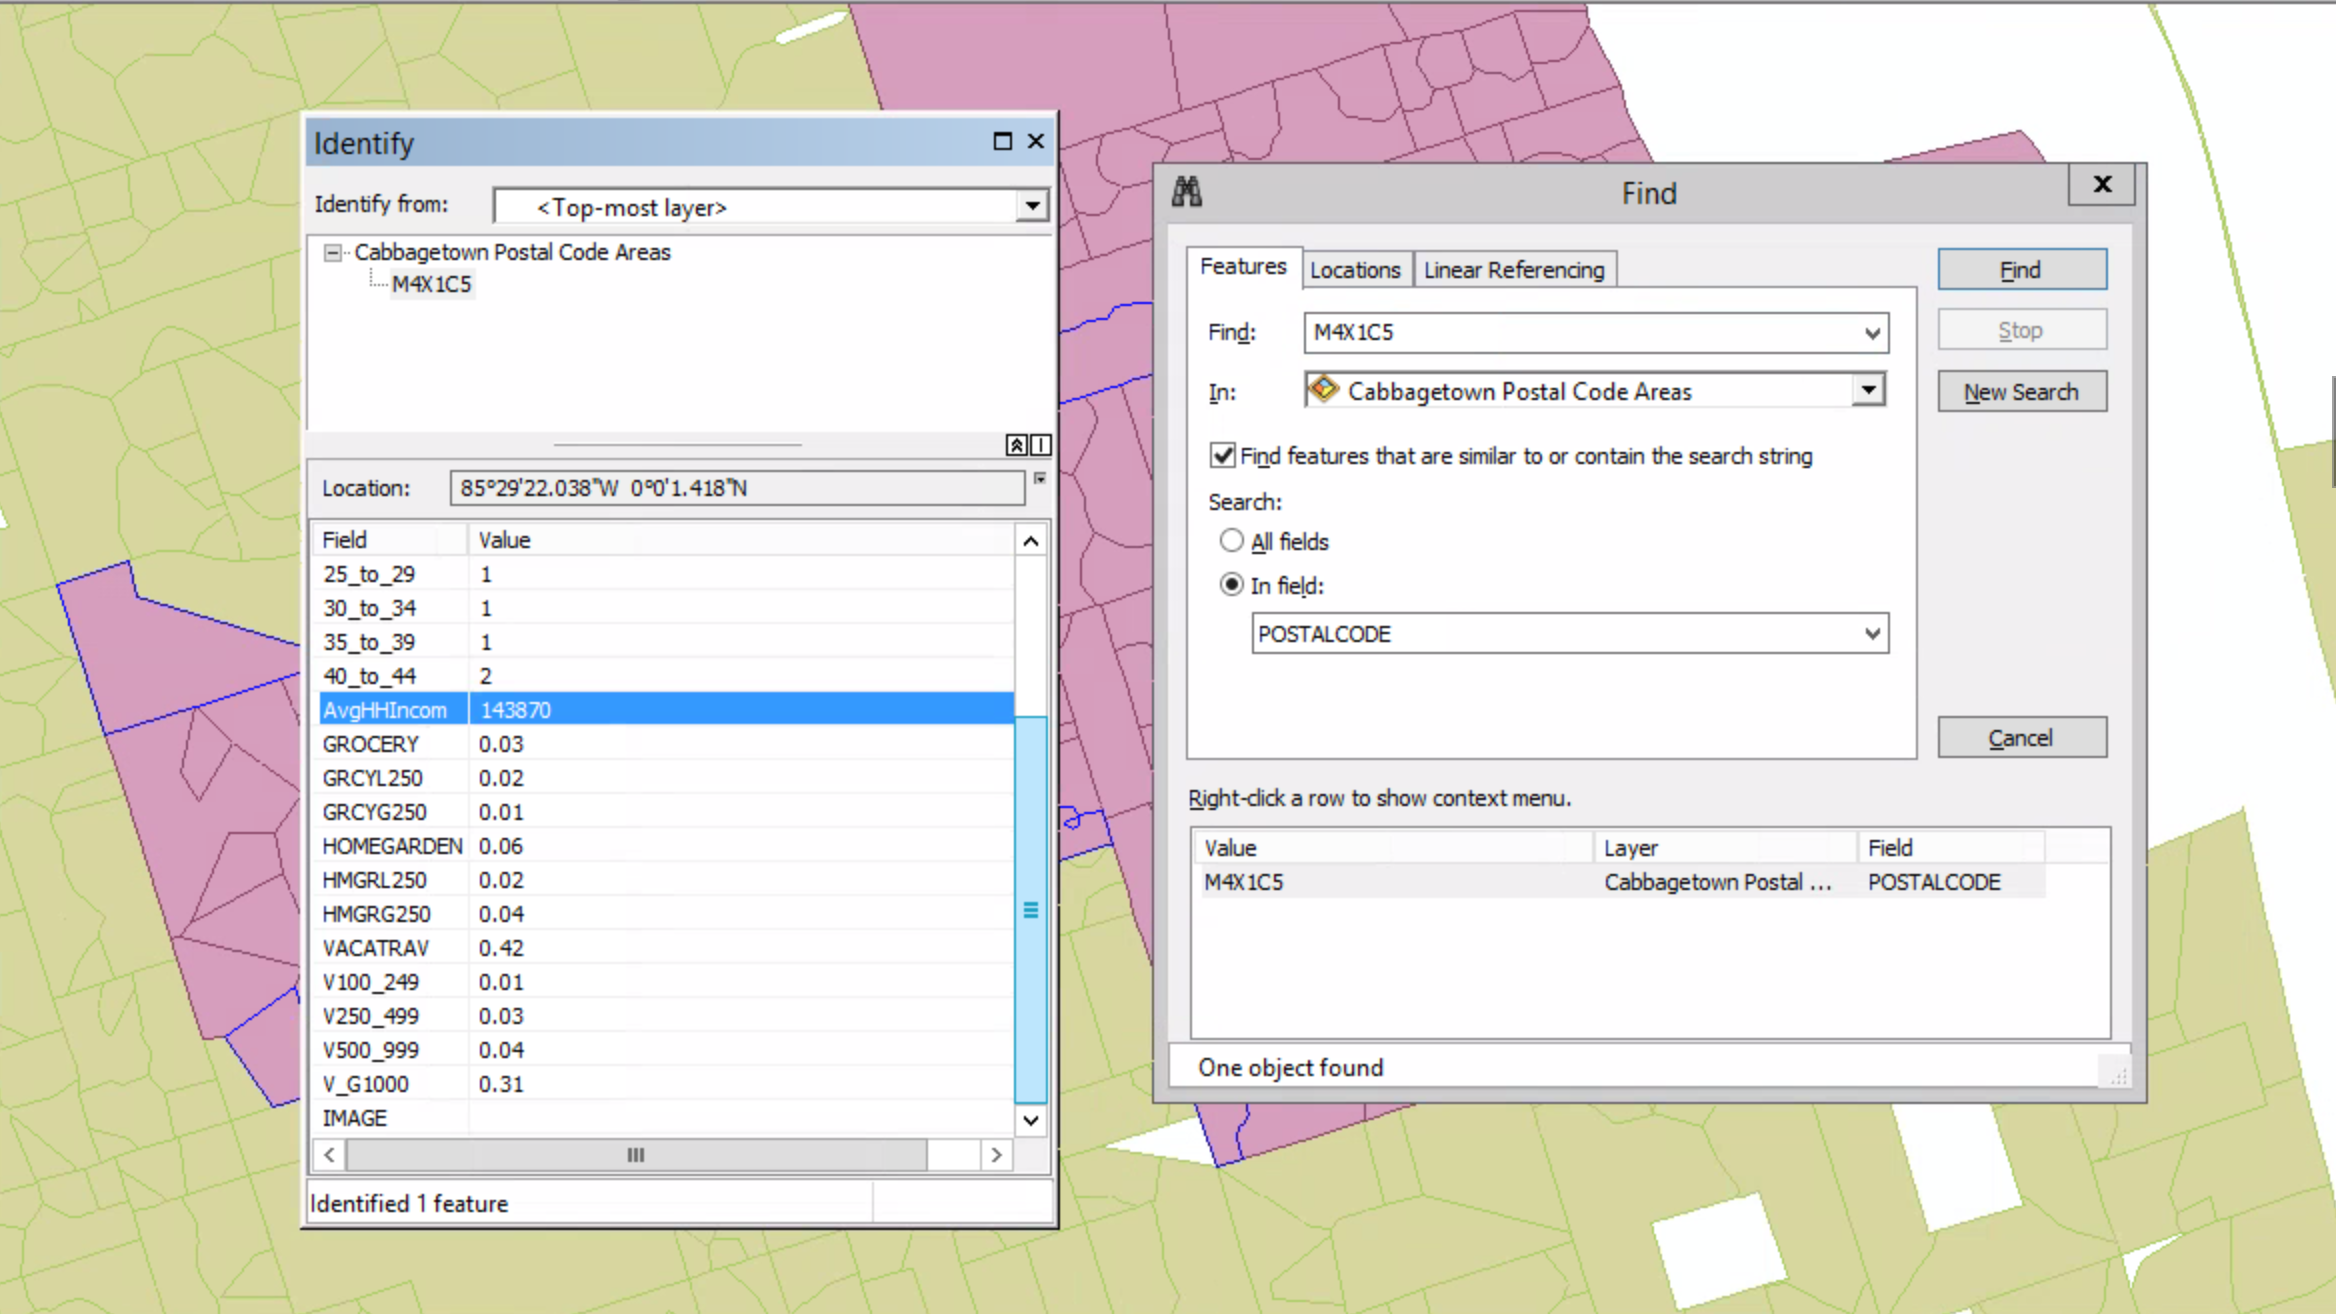 Identify
Identify from: <Top-most layer>
Cabbagetown Postal Code Areas
M4X1C5
Location: 85°29'22.038"W 0°0'1.418"N
Field Value
25_to_29 1
30_to_34 1
35_to_39 1
40_to_44 2
AvgHHIncom 143870
GROCERY 0.03
GRCYL250 0.02
GRCYG250 0.01
HOMEGARDEN 0.06
HMGRL250 0.02
HMGRG250 0.04
VACATRAV 0.42
V100_249 0.01
V250_499 0.03
V500_999 0.04
V_G1000 0.31
IMAGE
Identified 1 feature
Find
Features Locations Linear Referencing
Find: M4X1C5
In: Cabbagetown Postal Code Areas
Find features that are similar to or contain the search string
Search:
All fields
In field:
POSTALCODE
Find
Stop
New Search
Cancel
Right-click a row to show context menu.
Value Layer Field
M4X1C5 Cabbagetown Postal ... POSTALCODE
One object found